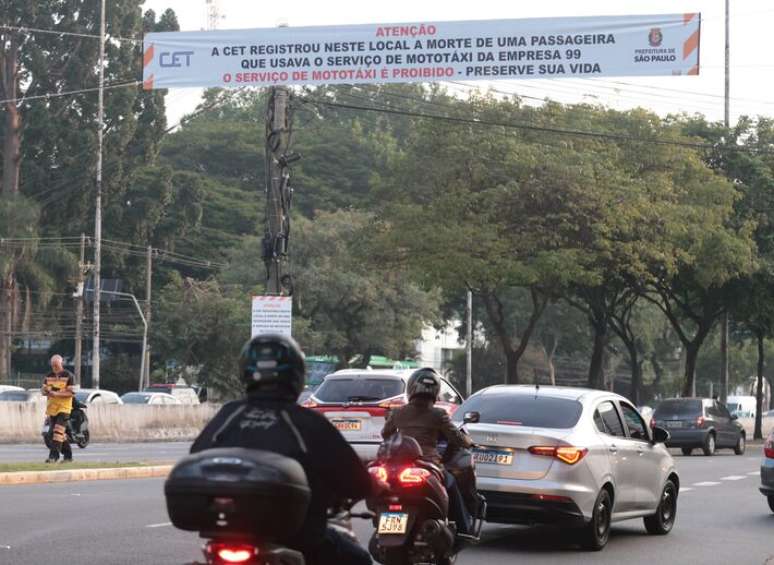 ATENÇÃO
CET
A CET REGISTROU NESTE LOCAL A MORTE DE UMA PASSAGEIRA
QUE USAVA O SERVIÇO DE MOTOTÁXI DA EMPRESA 99
O SERVIÇO DE MOTOTÁXI É PROIBIDO - PRESERVE SUA VIDA
PREFEITURA DE
SÃO PAULO